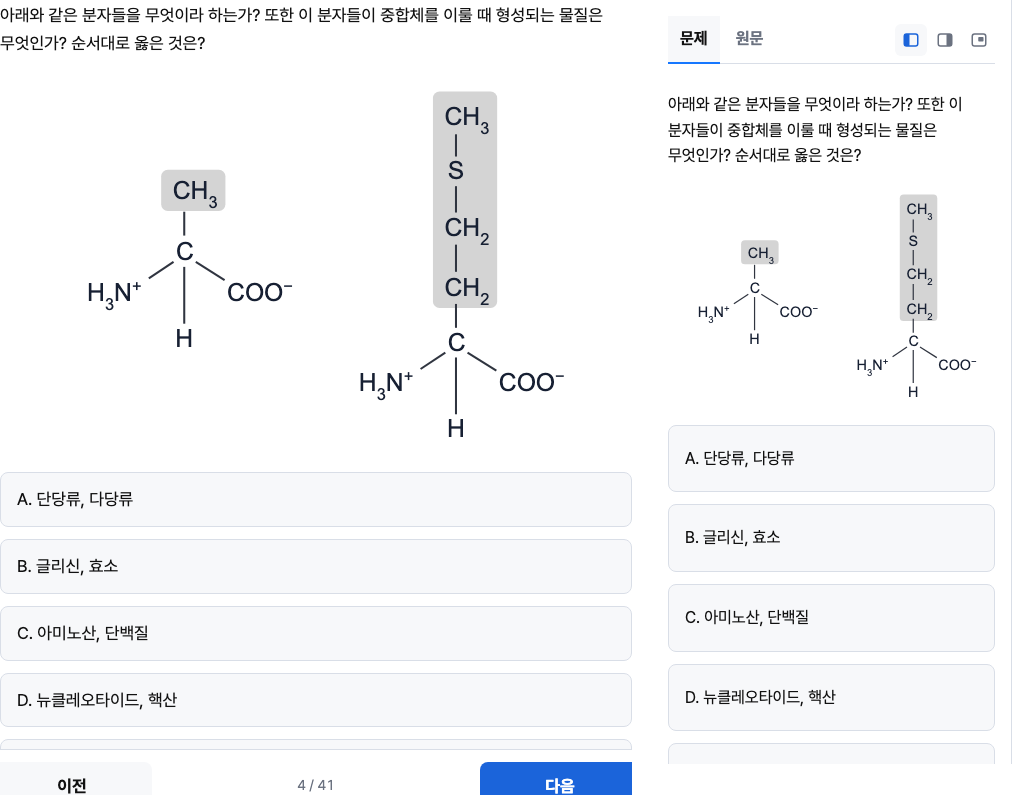 아래와 같은 분자들을 무엇이라 하는가? 또한 이 분자들이 중합체를 이룰 때 형성되는 물질은
무엇인가? 순서대로 옳은 것은?
CH3
C
H3N+
COO−
H
CH3
S
CH2
CH2
C
H3N+
COO−
H
A. 단당류, 다당류
B. 글리신, 효소
C. 아미노산, 단백질
D. 뉴클레오타이드, 핵산
이전
4 / 41
다음
문제
원문
아래와 같은 분자들을 무엇이라 하는가? 또한 이
분자들이 중합체를 이룰 때 형성되는 물질은
무엇인가? 순서대로 옳은 것은?
CH3
C
H3N+
COO−
H
CH3
S
CH2
CH2
C
H3N+
COO−
H
A. 단당류, 다당류
B. 글리신, 효소
C. 아미노산, 단백질
D. 뉴클레오타이드, 핵산